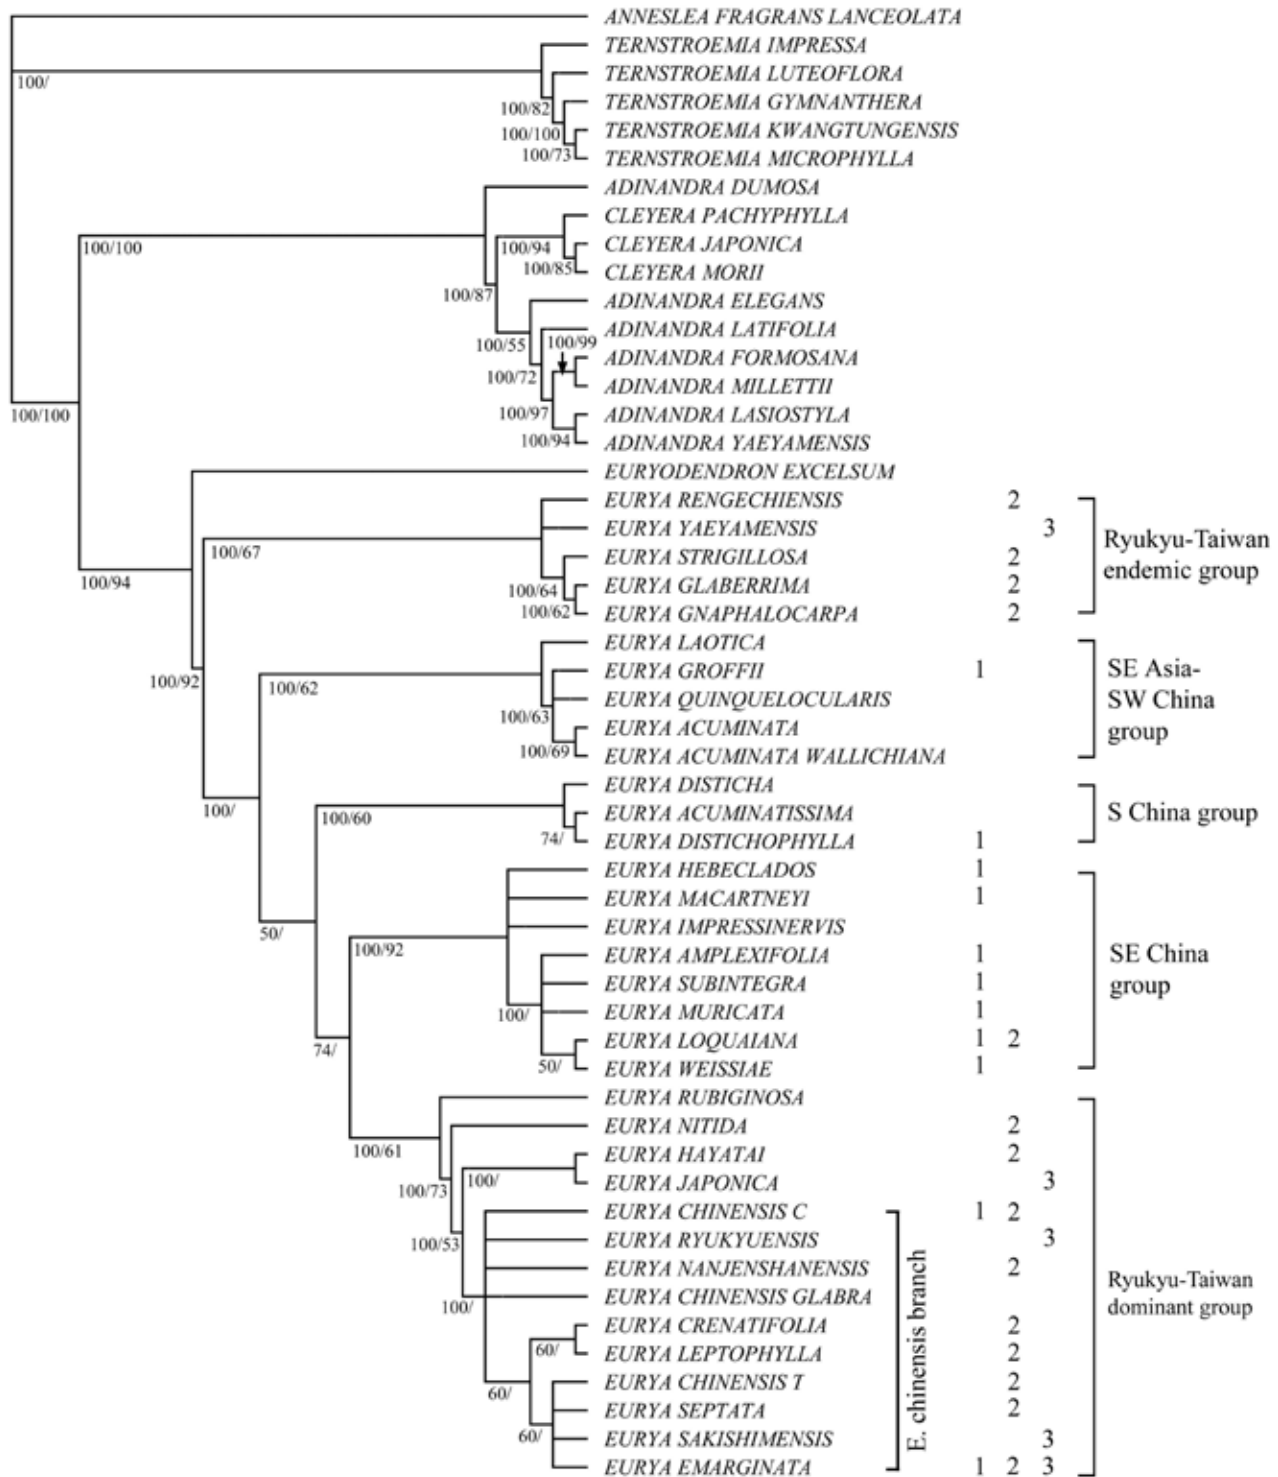 ANNESLEA FRAGRANS LANCEOLATA
TERNSTROEMIA IMPRESSA
TERNSTROEMIA LUTEOFLORA
100/
TERNSTROEMIA GYMNANTHERA
100/82
TERNSTROEMIA KWANGTUNGENSIS
100/100
TERNSTROEMIA MICROPHYLLA
100/73
ADINANDRA DUMOSA
CLEYERA PACHYPHYLLA
CLEYERA JAPONICA
100/100
100/94
CLEYERA MORII
100/85
100/87
ADINANDRA ELEGANS
ADINANDRA LATIFOLIA
100/55
100/99
ADINANDRA FORMOSANA
100/72
ADINANDRA MILLETTII
ADINANDRA LASIOSTYLA
100/100
100/97
ADINANDRA YAEYAMENSIS
100/94
EURYODENDRON EXCELSUM
EURYA RENGECHIENSIS 2
EURYA YAEYAMENSIS 3
Ryukyu-Taiwan
endemic group
100/67
EURYA STRIGILLOSA 2
100/94
EURYA GLABERRIMA 2
100/64
EURYA GNAPHALOCARPA 2
100/62
EURYA LAOTICA
EURYA GROFFII 1
SE Asia-
SW China
group
100/92
100/62
EURYA QUINQUELOCULARIS
100/63
EURYA ACUMINATA
EURYA ACUMINATA WALLICHIANA
100/69
EURYA DISTICHA
100/
100/60
EURYA ACUMINATISSIMA
S China group
74/
EURYA DISTICHOPHYLLA 1
EURYA HEBECLADOS 1
EURYA MACARTNEYI 1
50/
EURYA IMPRESSINERVIS
100/92
EURYA AMPLEXIFOLIA 1
SE China
group
EURYA SUBINTEGRA 1
100/
EURYA MURICATA 1
74/
EURYA LOQUAIANA 1 2
50/
EURYA WEISSIAE 1
EURYA RUBIGINOSA
EURYA NITIDA 2
100/61
EURYA HAYATAI 2
100/73
100/
EURYA JAPONICA 3
EURYA CHINENSIS C 1 2
100/53
EURYA RYUKYUENSIS 3
EURYA NANJENSHANENSIS 2
Ryukyu-Taiwan
dominant group
100/
EURYA CHINENSIS GLABRA
EURYA CRENATIFOLIA 2
60/
EURYA LEPTOPHYLLA 2
60/
EURYA CHINENSIS T 2
EURYA SEPTATA 2
60/
EURYA SAKISHIMENSIS 3
EURYA EMARGINATA 1 2 3
E. chinensis branch